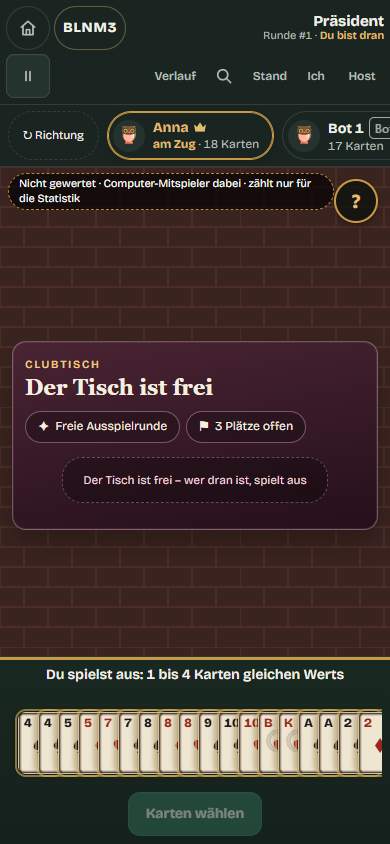 BLNM3
Präsident
Runde #1 · Du bist dran
Verlauf
Stand
Ich
Host
↻ Richtung
Anna
am Zug · 18 Karten
Bot 1
17 Karten
Nicht gewertet · Computer-Mitspieler dabei · zählt nur für
die Statistik
?
CLUBTISCH
Der Tisch ist frei
Freie Ausspielrunde
3 Plätze offen
Der Tisch ist frei – wer dran ist, spielt aus
Du spielst aus: 1 bis 4 Karten gleichen Werts
4 4 5 5 7 7 8 8 8 9 10 10 B K A A 2 2
Karten wählen